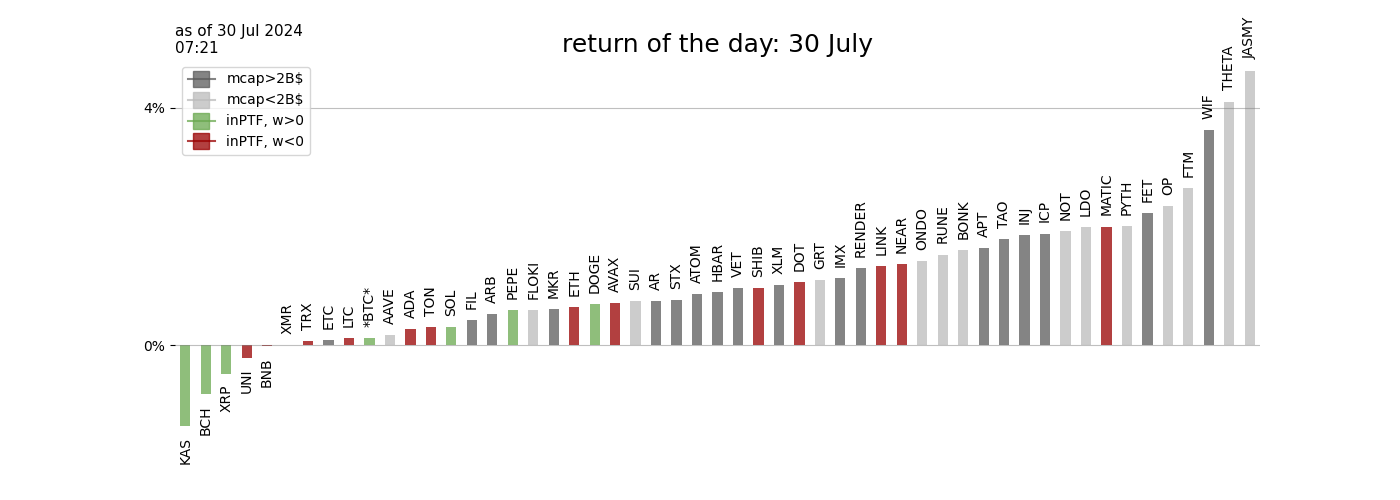 as of 30 Jul 2024
07:21
return of the day: 30 July
mcap>2B$
mcap<2B$
inPTF, w>0
inPTF, w<0
4%
0%
KAS
BCH
XRP
UNI
BNB
XMR
TRX
ETC
LTC
*BTC*
AAVE
ADA
TON
SOL
FIL
ARB
PEPE
FLOKI
MKR
ETH
DOGE
AVAX
SUI
AR
STX
ATOM
HBAR
VET
SHIB
XLM
DOT
GRT
IMX
RENDER
LINK
NEAR
ONDO
RUNE
BONK
APT
TAO
INJ
ICP
NOT
LDO
MATIC
PYTH
FET
OP
FTM
WIF
THETA
JASMY